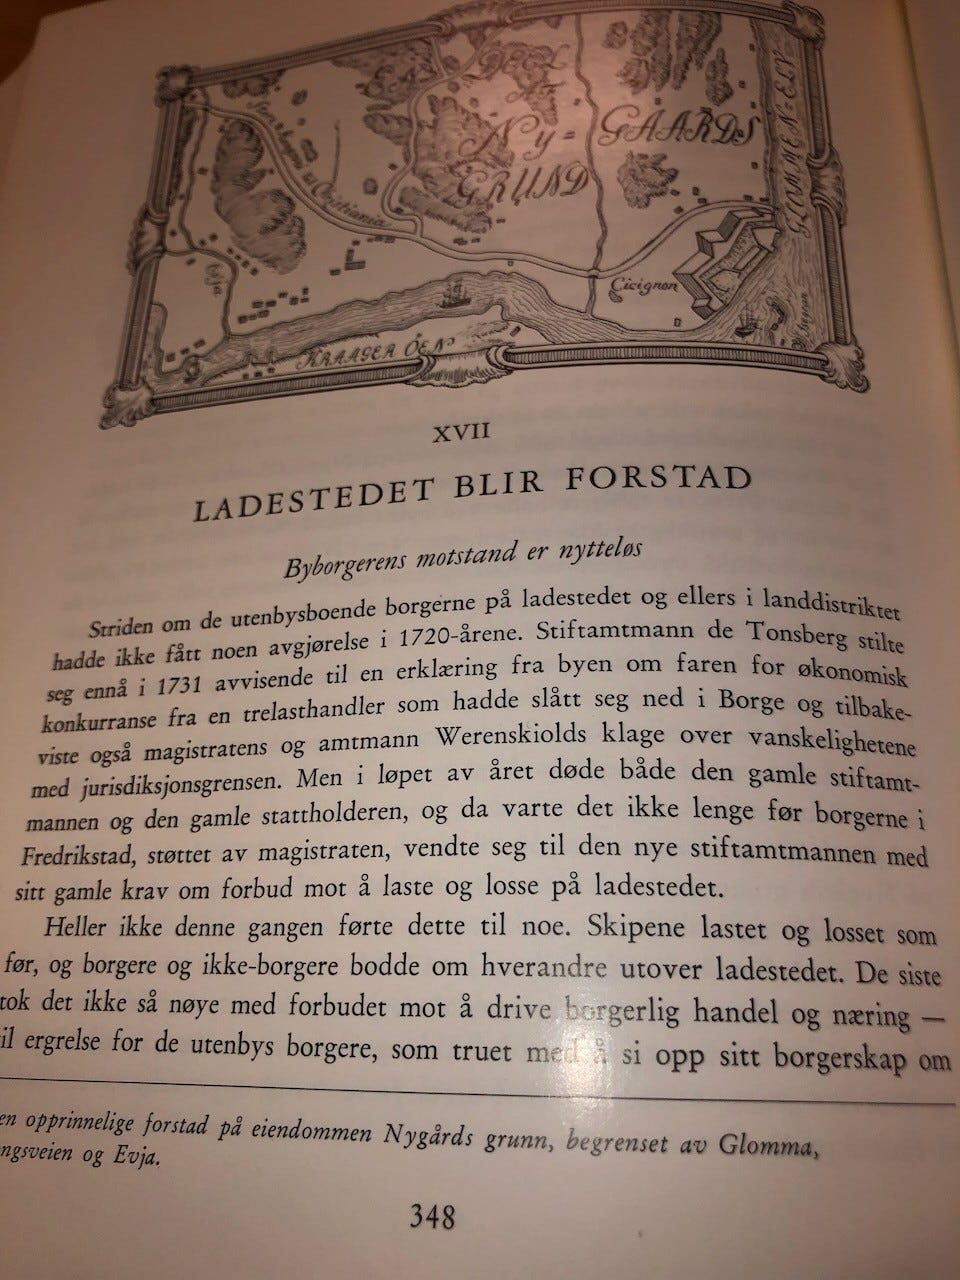 DEEL
At
NY=GAARDS
GRUND
GLOMMEN=ELV
Cristiania
Evja
Cicignon
KRAAGER ÖEN
XVII
LADESTEDET BLIR FORSTAD
Byborgerens motstand er nytteløs
Striden om de utenbysboende borgerne på ladestedet og ellers i landdistriktet
hadde ikke fått noen avgjørelse i 1720-årene. Stiftamtmann de Tonsberg stilte
seg ennå i 1731 avvisende til en erklæring fra byen om faren for økonomisk
konkurranse fra en trelasthandler som hadde slått seg ned i Borge og tilbake-
viste også magistratens og amtmann Werenskiolds klage over vanskelighetene
med jurisdiksjonsgrensen. Men i løpet av året døde både den gamle stiftamt-
mannen og den gamle stattholderen, og da varte det ikke lenge før borgerne i
Fredrikstad, støttet av magistraten, vendte seg til den nye stiftamtmannen med
sitt gamle krav om forbud mot å laste og losse på ladestedet.
Heller ikke denne gangen førte dette til noe. Skipene lastet og losset som
før, og borgere og ikke-borgere bodde om hverandre utover ladestedet. De siste
tok det ikke så nøye med forbudet mot å drive borgerlig handel og næring —
il ergrelse for de utenbys borgere, som truet med å si opp sitt borgerskap om
en opprinnelige forstad på eiendommen Nygårds grunn, begrenset av Glomma,
ngsveien og Evja.
348